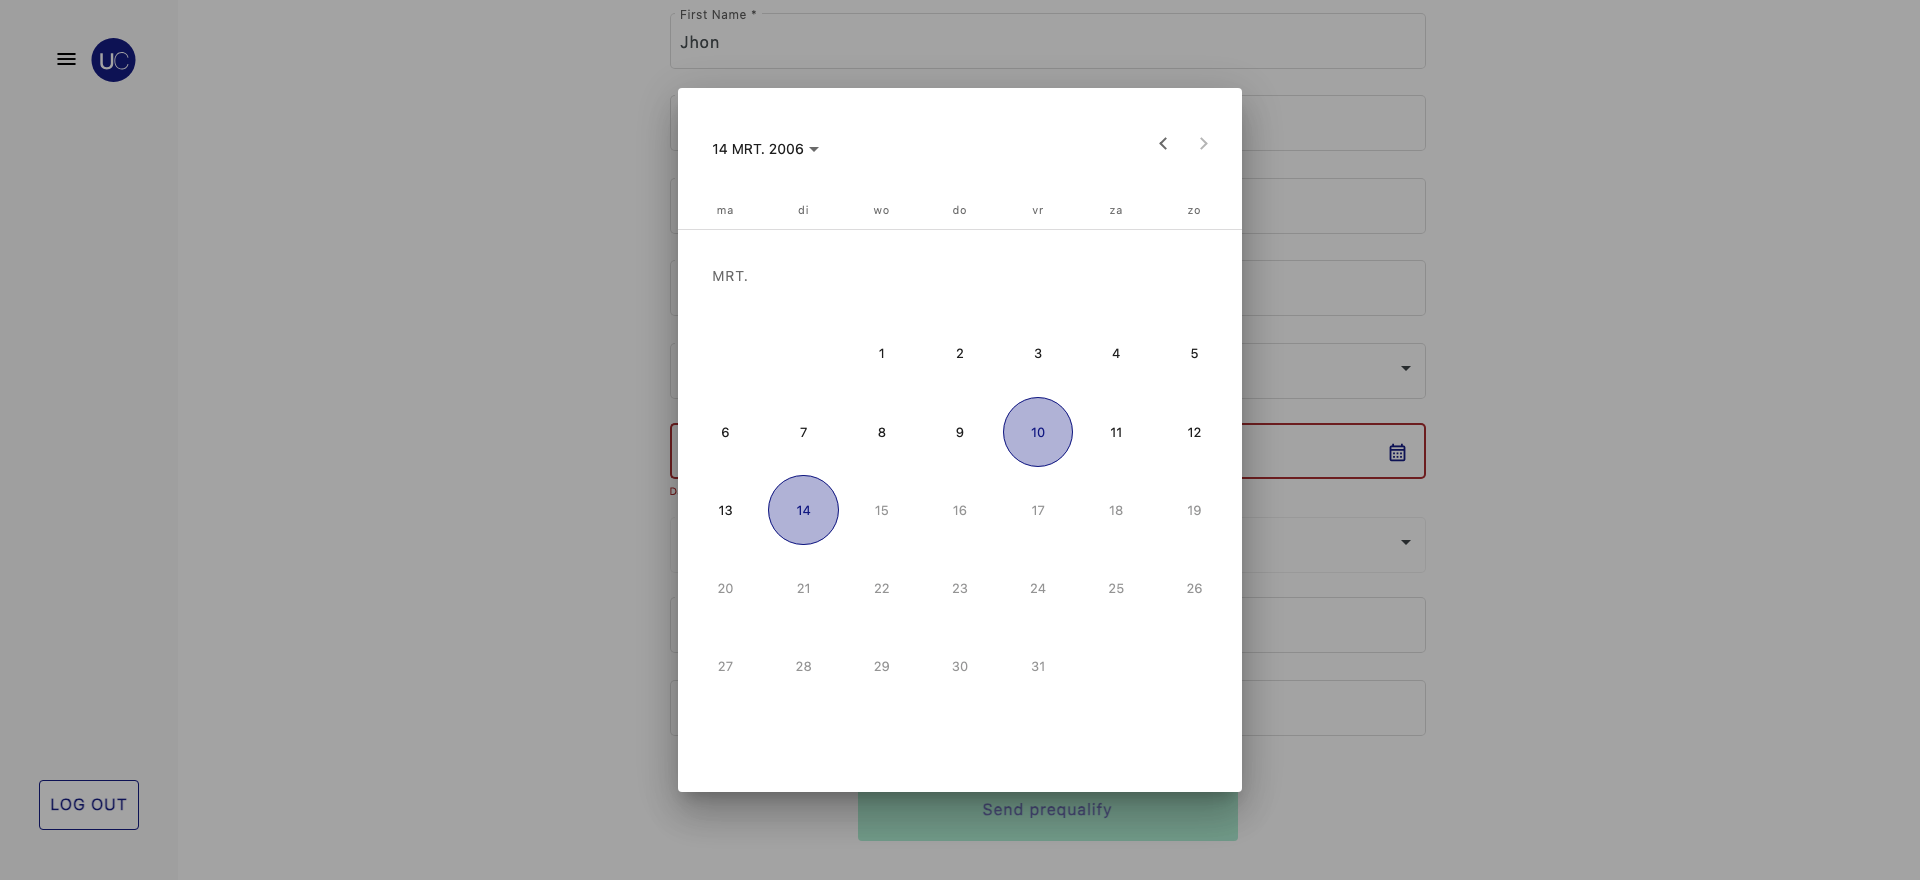 First Name *
Jhon
UC
14 MRT. 2006
ma di wo do vr za zo
MRT.
1 2 3 4 5
6 7 8 9 10 11 12
13 14 15 16 17 18 19
20 21 22 23 24 25 26
27 28 29 30 31
LOG OUT
Send prequalify